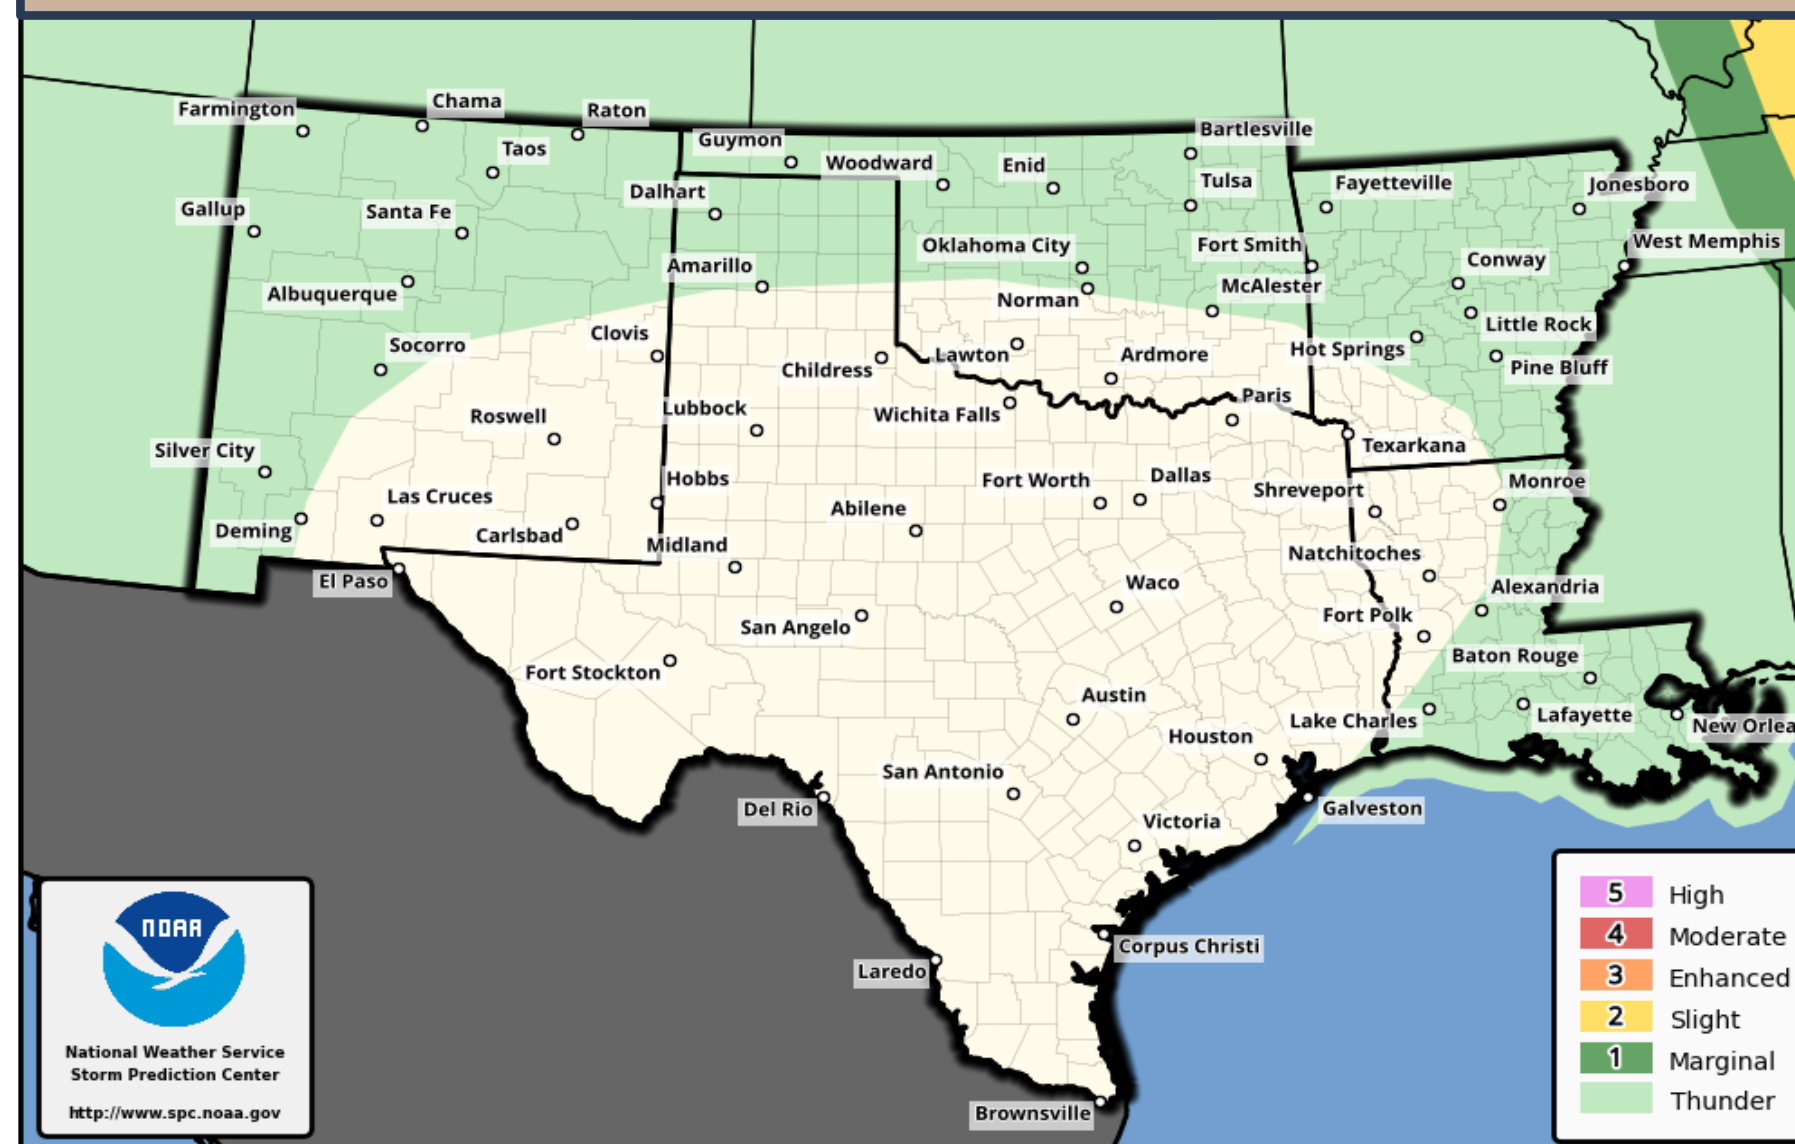 Farmington
Chama
Raton
Taos
Guymon
Woodward
Enid
Bartlesville
Tulsa
Fayetteville
Jonesboro
Dalhart
Gallup
Santa Fe
Oklahoma City
Fort Smith
West Memphis
Conway
Amarillo
Albuquerque
Norman
McAlester
Little Rock
Clovis
Socorro
Lawton
Ardmore
Hot Springs
Pine Bluff
Childress
Paris
Roswell
Lubbock
Wichita Falls
Texarkana
Silver City
Hobbs
Fort Worth
Dallas
Shreveport
Monroe
Las Cruces
Abilene
Deming
Carlsbad
Midland
Natchitoches
El Paso
Waco
Alexandria
San Angelo
Fort Polk
Fort Stockton
Baton Rouge
Austin
Lake Charles
Lafayette
New Orlea
Houston
San Antonio
Del Rio
Galveston
Victoria
Corpus Christi
Laredo
Brownsville
NOAA
National Weather Service
Storm Prediction Center
http://www.spc.noaa.gov
5 High
4 Moderate
3 Enhanced
2 Slight
1 Marginal
Thunder